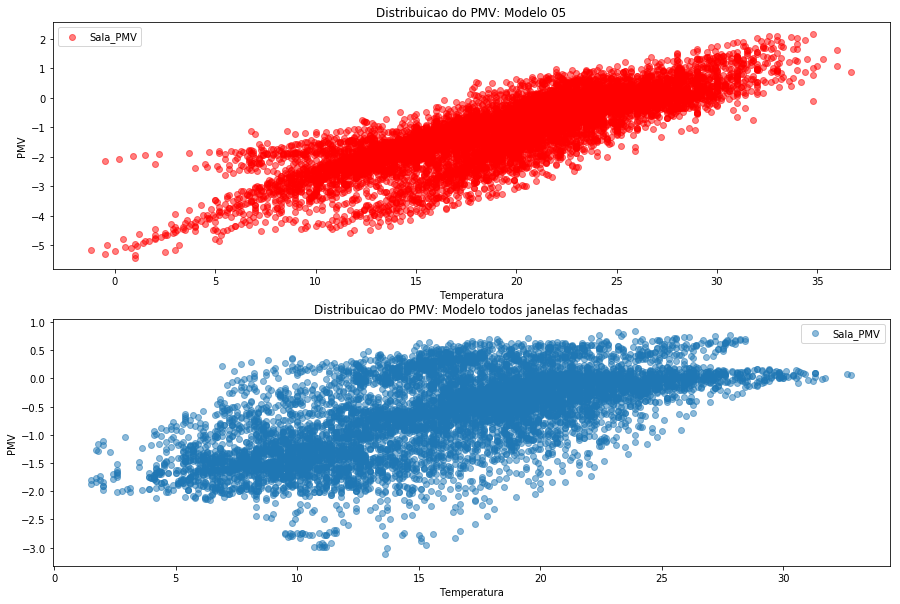 Distribuicao do PMV: Modelo 05
Sala_PMV
2
1
0
−1
−2
−3
−4
−5
PMV
0 5 10 15 20 25 30 35
Temperatura
Distribuicao do PMV: Modelo todos janelas fechadas
Sala_PMV
1.0
0.5
0.0
−0.5
−1.0
−1.5
−2.0
−2.5
−3.0
PMV
0 5 10 15 20 25 30
Temperatura